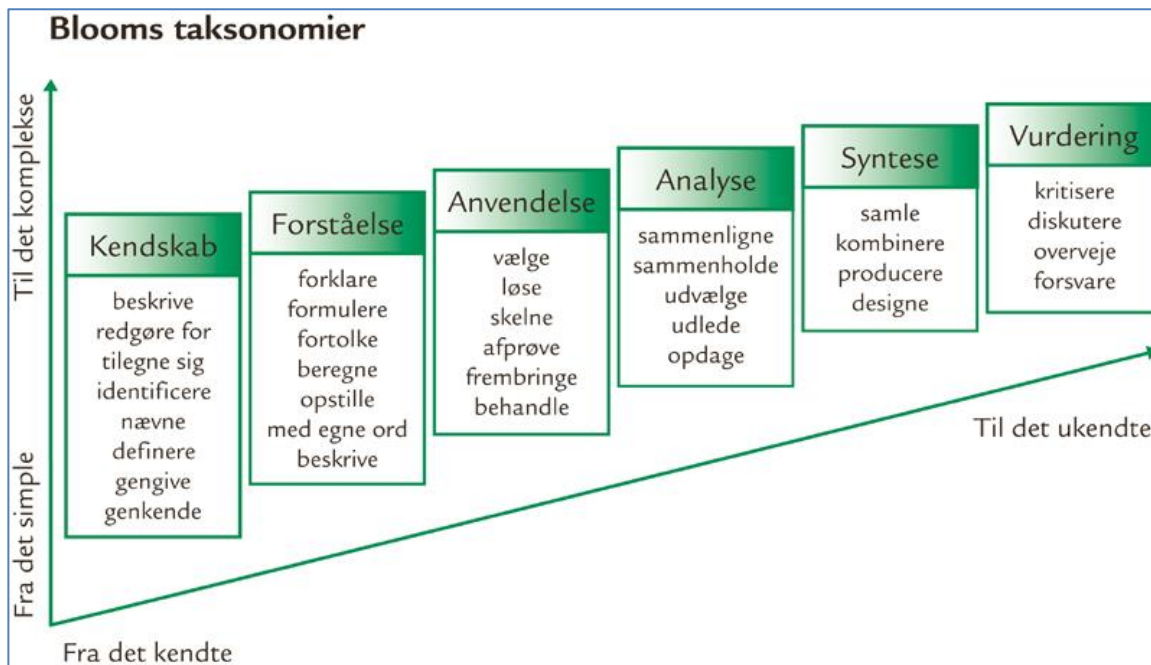 Blooms taksonomier
Til det komplekse
Fra det simple
Kendskab
beskrive
redgøre for
tilegne sig
identificere
nævne
definere
gengive
genkende
Forståelse
forklare
formulere
fortolke
beregne
opstille
med egne ord
beskrive
Anvendelse
vælge
løse
skelne
afprøve
frembringe
behandle
Analyse
sammenligne
sammenholde
udvælge
udlede
opdage
Syntese
samle
kombinere
producere
designe
Vurdering
kritisere
diskutere
overveje
forsvare
Til det ukendte
Fra det kendte